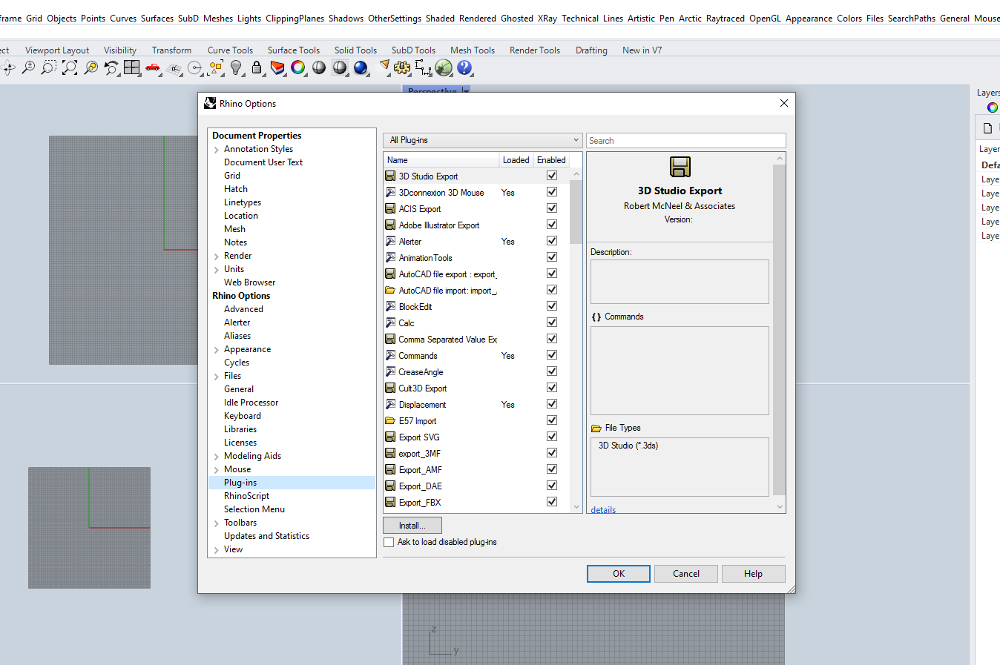 rame Grid Objects Points Curves Surfaces SubD Meshes Lights ClippingPlanes Shadows OtherSettings Shaded Rendered Ghosted XRay Technical Lines Artistic Pen Arctic Raytraced OpenGL Appearance Colors Files SearchPaths General Mouse
ect Viewport Layout Visibility Transform Curve Tools Surface Tools Solid Tools SubD Tools Mesh Tools Render Tools Drafting New in V7
Perspective
Layers
Rhino Options
Document Properties
Annotation Styles
Document User Text
Grid
Hatch
Linetypes
Location
Mesh
Notes
Render
Units
Web Browser
Rhino Options
Advanced
Alerter
Aliases
Appearance
Cycles
Files
General
Idle Processor
Keyboard
Libraries
Licenses
Modeling Aids
Mouse
Plug-ins
RhinoScript
Selection Menu
Toolbars
Updates and Statistics
View
All Plug-ins
Search
Name Loaded Enabled
3D Studio Export
3Dconnexion 3D Mouse Yes
ACIS Export
Adobe Illustrator Export
Alerter Yes
AnimationTools
AutoCAD file export : export_
AutoCAD file import: import_.
BlockEdit
Calc
Comma Separated Value Ex
Commands Yes
CreaseAngle
Cult3D Export
Displacement Yes
E57 Import
Export SVG
export_3MF
Export_AMF
Export_DAE
Export_FBX
Install...
Ask to load disabled plug-ins
3D Studio Export
Robert McNeel & Associates
Version:
Description:
{} Commands
File Types
3D Studio (*.3ds)
details
OK Cancel Help
Layer
Defa
Laye
Laye
Laye
Laye
Laye
z
y